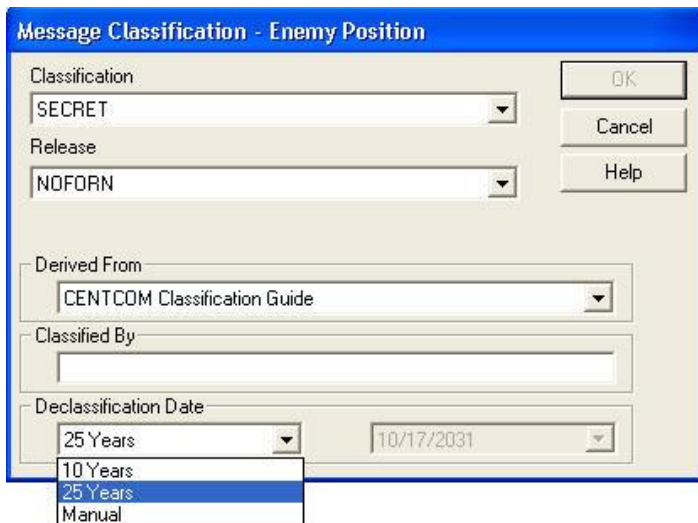 Message Classification - Enemy Position
Classification
OK
SECRET
Cancel
Release
Help
NOFORN
Derived From
CENTCOM Classification Guide
Classified By
Declassification Date
25 Years
10/17/2031
10 Years
25 Years
Manual